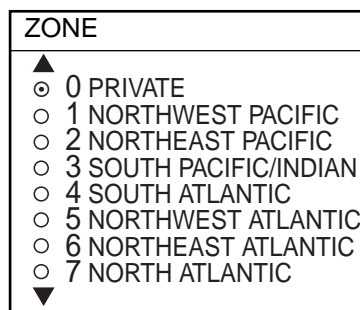 ZONE
0 PRIVATE
1 NORTHWEST PACIFIC
2 NORTHEAST PACIFIC
3 SOUTH PACIFIC/INDIAN
4 SOUTH ATLANTIC
5 NORTHWEST ATLANTIC
6 NORTHEAST ATLANTIC
7 NORTH ATLANTIC